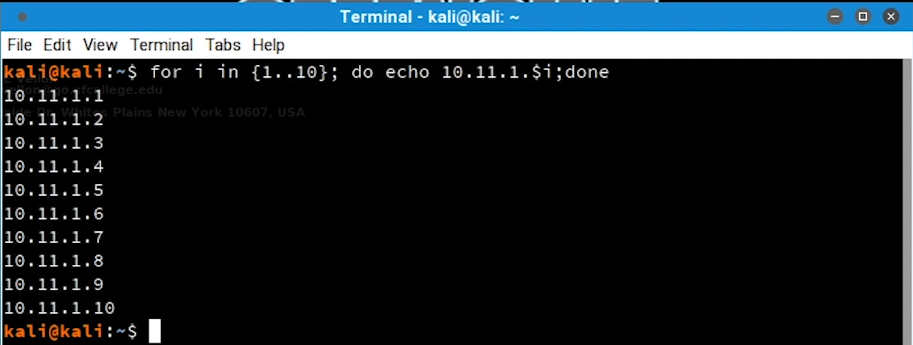 Terminal - kali@kali: ~
File Edit View Terminal Tabs Help
kali@kali:~$ for i in {1..10}; do echo 10.11.1.$i;done
10.11.1.1
college.edu
10.11.1.2
Whites Plains New York 10607, USA
10.11.1.3
10.11.1.4
10.11.1.5
10.11.1.6
10.11.1.7
10.11.1.8
10.11.1.9
10.11.1.10
kali@kali:~$